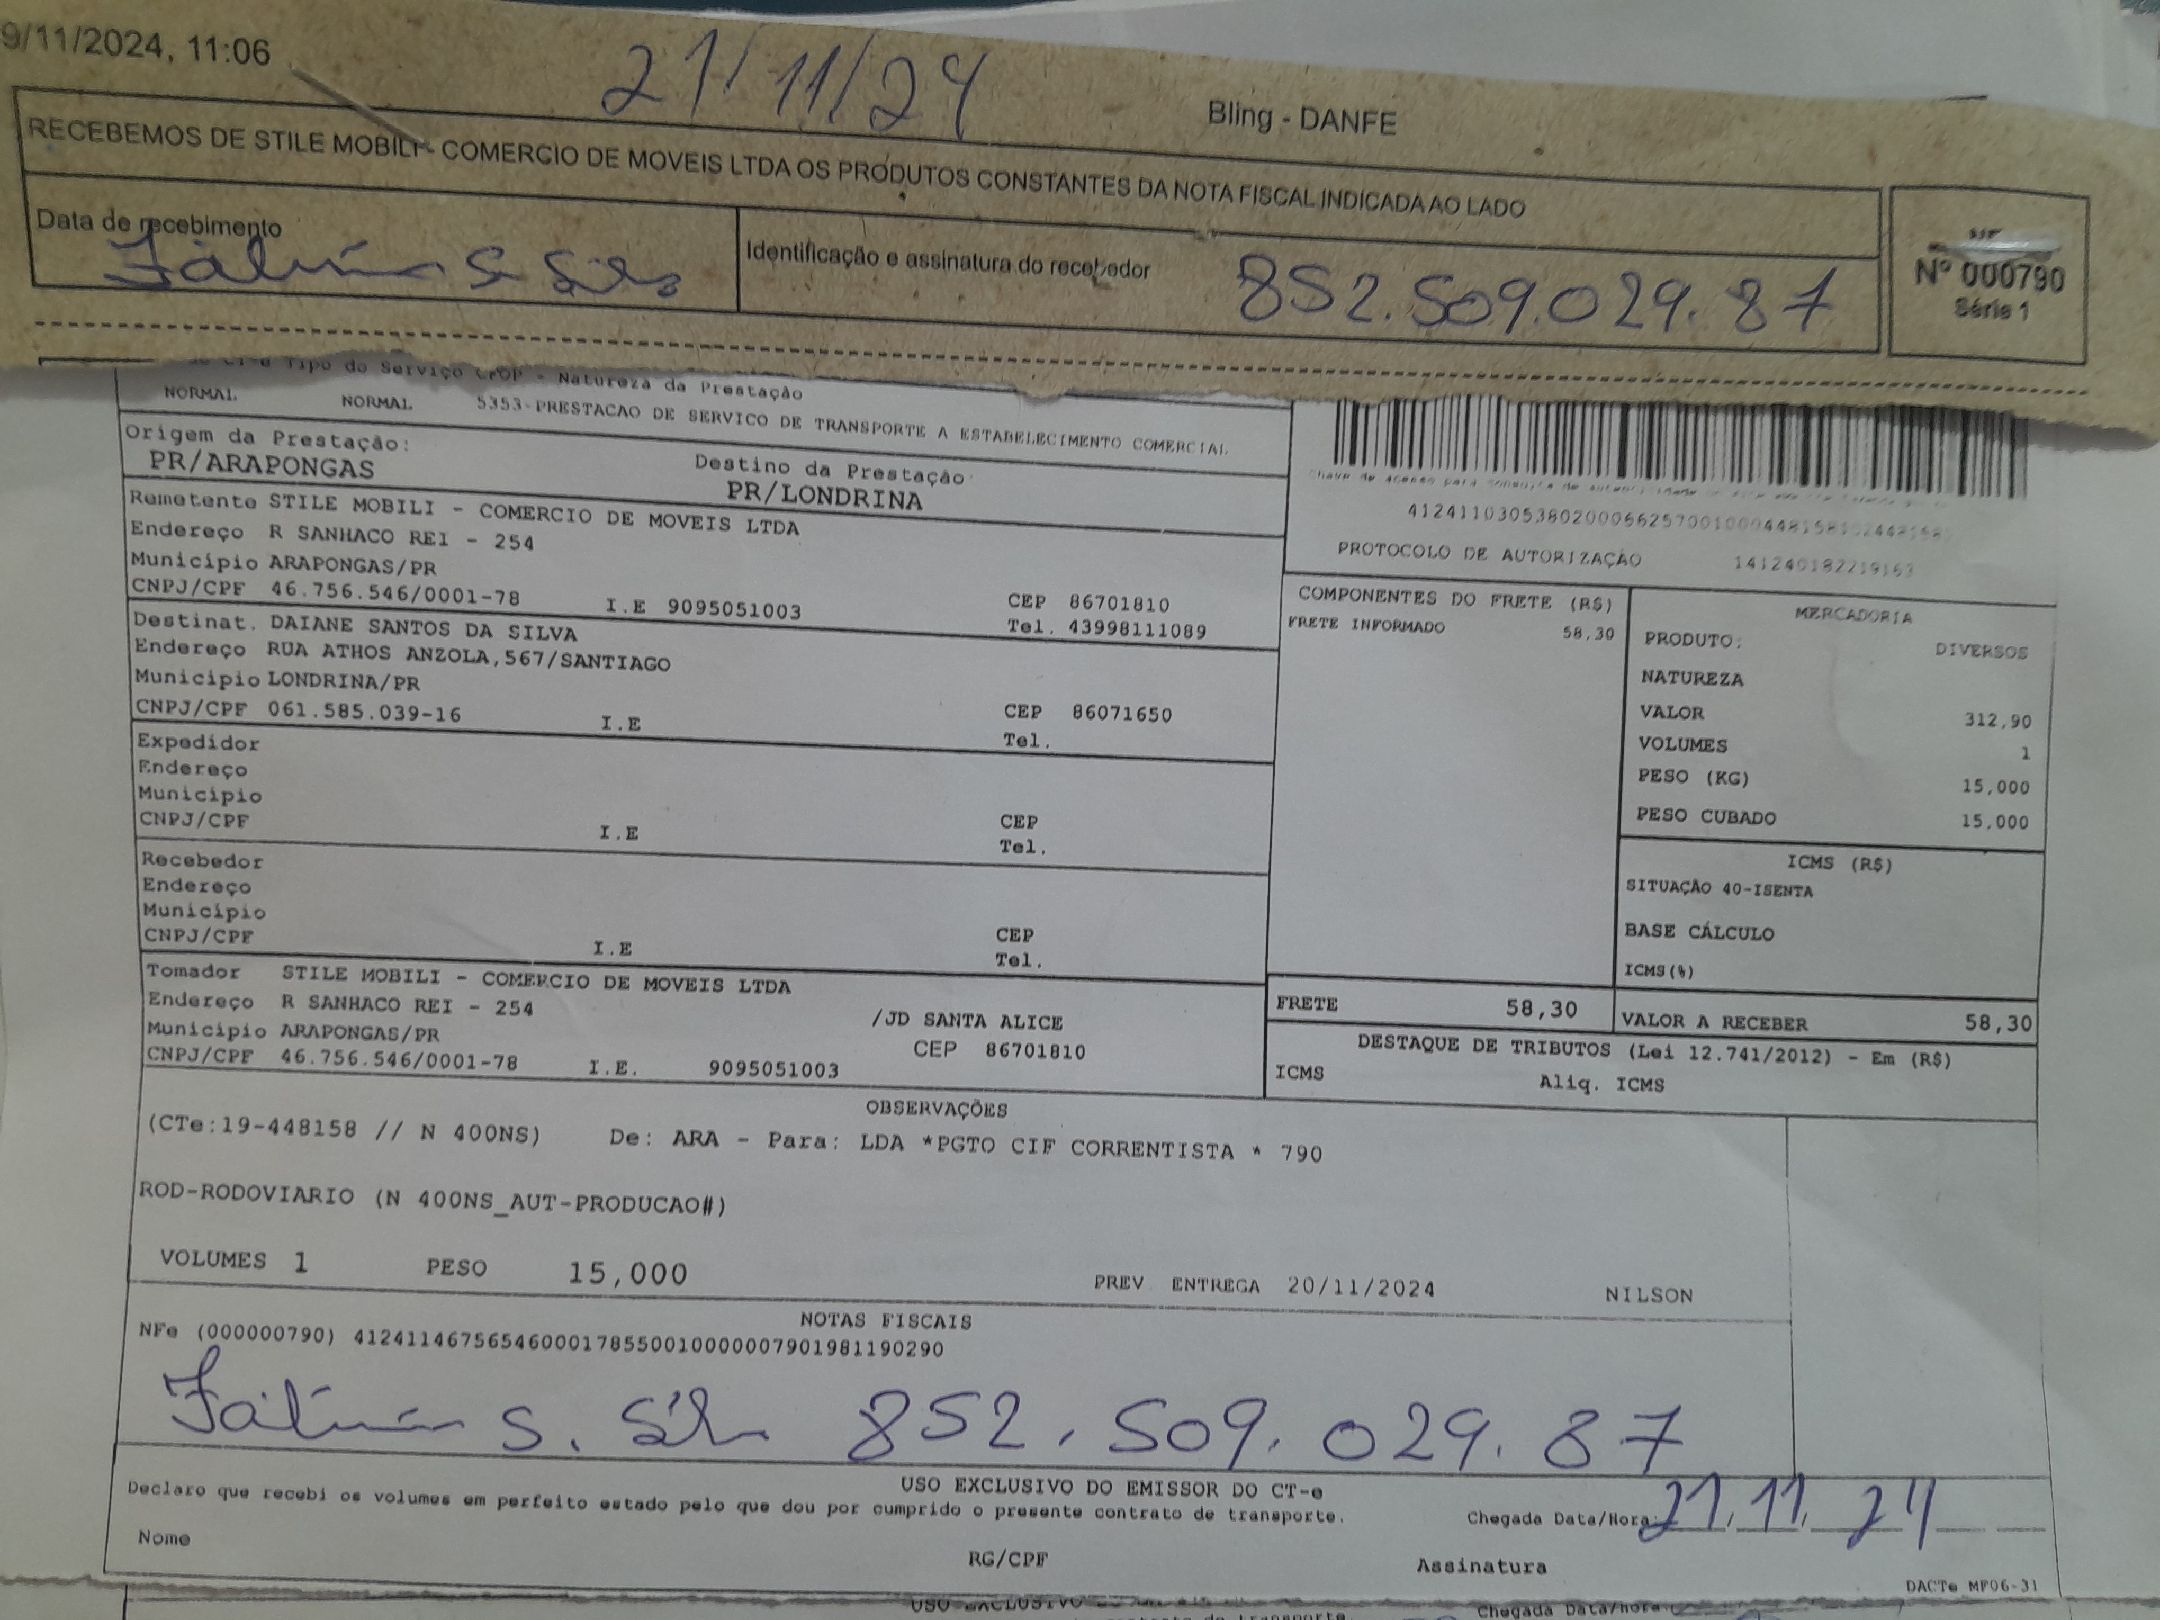 9/11/2024, 11:06
21/11/24
Bling - DANFE
RECEBEMOS DE STILE MOBILI - COMERCIO DE MOVEIS LTDA OS PRODUTOS CONSTANTES DA NOTA FISCAL INDICADA AO LADO
Data de recebimento
Identificação e assinatura do recebedor
852.509.029.87
Nº 000790
Série 1
Tipo do Serviço CFOP - Natureza da Prestação
NORMAL NORMAL 5353-PRESTACAO DE SERVICO DE TRANSPORTE A ESTABELECIMENTO COMERCIAL
Origem da Prestação:
PR/ARAPONGAS
Destino da Prestação
PR/LONDRINA
Remetente STILE MOBILI - COMERCIO DE MOVEIS LTDA
Endereço R SANHACO REI - 254
Município ARAPONGAS/PR
CNPJ/CPF 46.756.546/0001-78 I.E 9095051003
CEP 86701810
Tel. 43998111089
Destinat. DAIANE SANTOS DA SILVA
Endereço RUA ATHOS ANZOLA,567/SANTIAGO
Município LONDRINA/PR
CNPJ/CPF 061.585.039-16 I.E
CEP 86071650
Tel.
Expedidor
Endereço
Município
CNPJ/CPF I.E
CEP
Tel.
Recebedor
Endereço
Município
CNPJ/CPF I.E
CEP
Tel.
Tomador STILE MOBILI - COMERCIO DE MOVEIS LTDA
Endereço R SANHACO REI - 254 /JD SANTA ALICE
Município ARAPONGAS/PR CEP 86701810
CNPJ/CPF 46.756.546/0001-78 I.E. 9095051003
PROTOCOLO DE AUTORIZAÇÃO 141240182219163
COMPONENTES DO FRETE (R$)
FRETE INFORMADO 58,30
MERCADORIA
PRODUTO: DIVERSOS
NATUREZA
VALOR 312,90
VOLUMES 1
PESO (KG) 15,000
PESO CUBADO 15,000
ICMS (R$)
SITUAÇÃO 40-ISENTA
BASE CÁLCULO
ICMS(%)
FRETE 58,30
VALOR A RECEBER 58,30
DESTAQUE DE TRIBUTOS (Lei 12.741/2012) - Em (R$)
ICMS Aliq. ICMS
OBSERVAÇÕES
(CTe:19-448158 // N 400NS) De: ARA - Para: LDA *PGTO CIF CORRENTISTA * 790
ROD-RODOVIARIO (N 400NS_AUT-PRODUCAO#)
VOLUMES 1 PESO 15,000 PREV ENTREGA 20/11/2024 NILSON
NOTAS FISCAIS
NFe (000000790) 41241146756546000178550010000007901981190290
S. 852.509.029.87
USO EXCLUSIVO DO EMISSOR DO CT-e
Declaro que recebi os volumes em perfeito estado pelo que dou por cumprido o presente contrato de transporte.
Chegada Data/Hora: 21.11.24
Nome
RG/CPF
Assinatura
DACTe MF06-31
USO EXCLUSIVO
Chegada Data/Hora